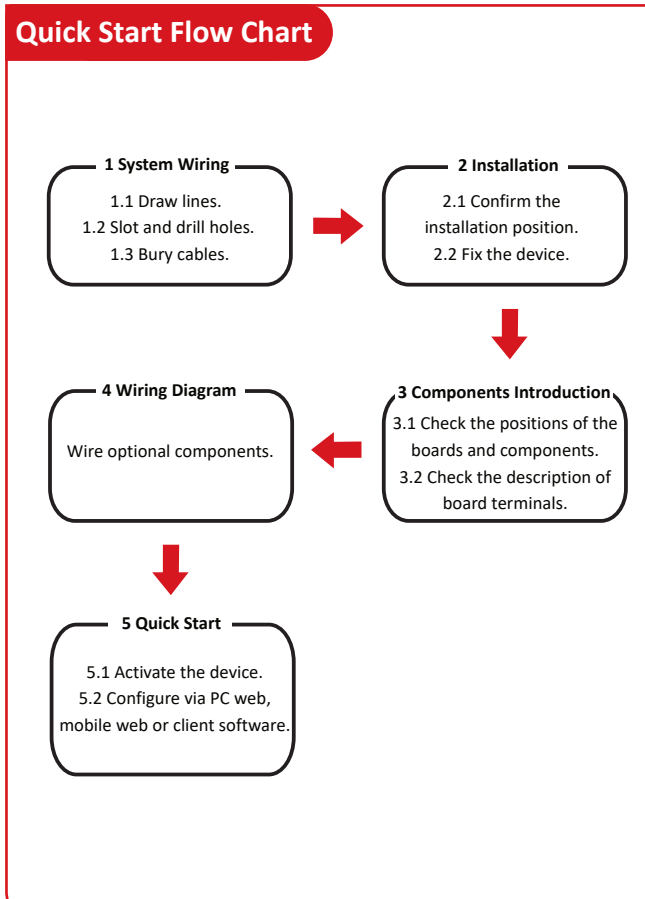 Quick Start Flow Chart
1 System Wiring
1.1 Draw lines.
1.2 Slot and drill holes.
1.3 Bury cables.
2 Installation
2.1 Confirm the
installation position.
2.2 Fix the device.
3 Components Introduction
3.1 Check the positions of the
boards and components.
3.2 Check the description of
board terminals.
4 Wiring Diagram
Wire optional components.
5 Quick Start
5.1 Activate the device.
5.2 Configure via PC web,
mobile web or client software.